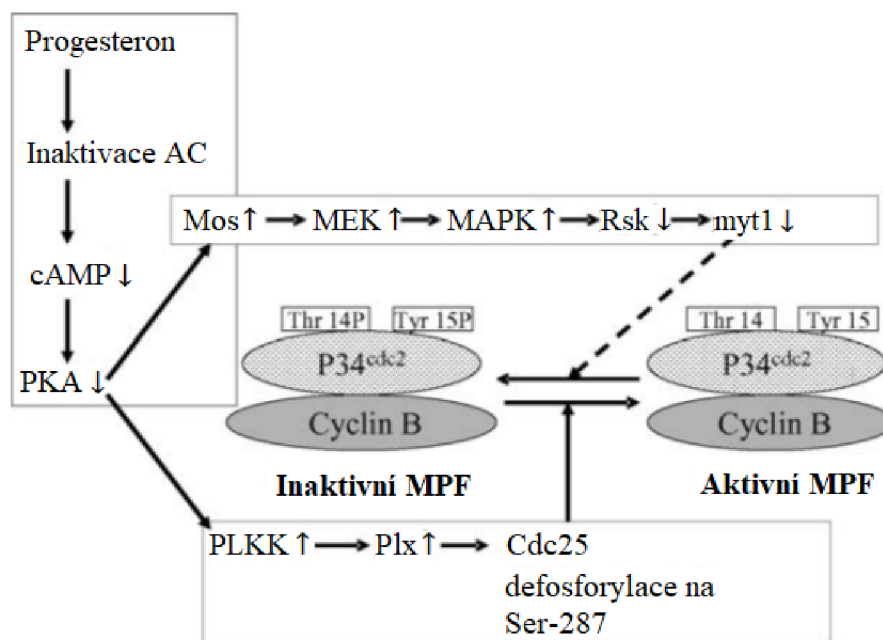 Progesteron
Inaktivace AC
cAMP ↓
PKA ↓
Mos ↑ → MEK ↑ → MAPK ↑ → Rsk ↓ → myt1 ↓
Thr 14P Tyr 15P
P34cdc2
Cyclin B
Inaktivní MPF
Thr 14 Tyr 15
P34cdc2
Cyclin B
Aktivní MPF
PLKK ↑ → Plx ↑ → Cdc25
defosforylace na
Ser-287